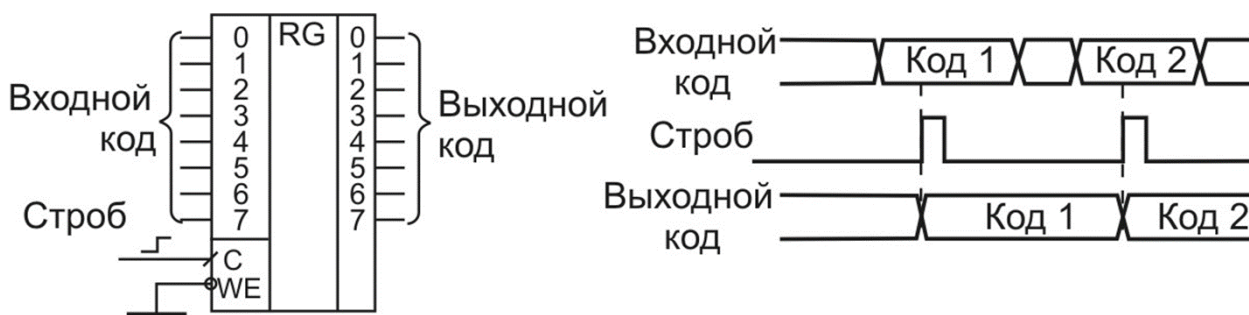 RG
Входной
код
0
1
2
3
4
5
6
7
0
1
2
3
4
5
6
7
Выходной
код
Строб
C
WE
Входной
код
Код 1
Код 2
Строб
Выходной
код
Код 1
Код 2